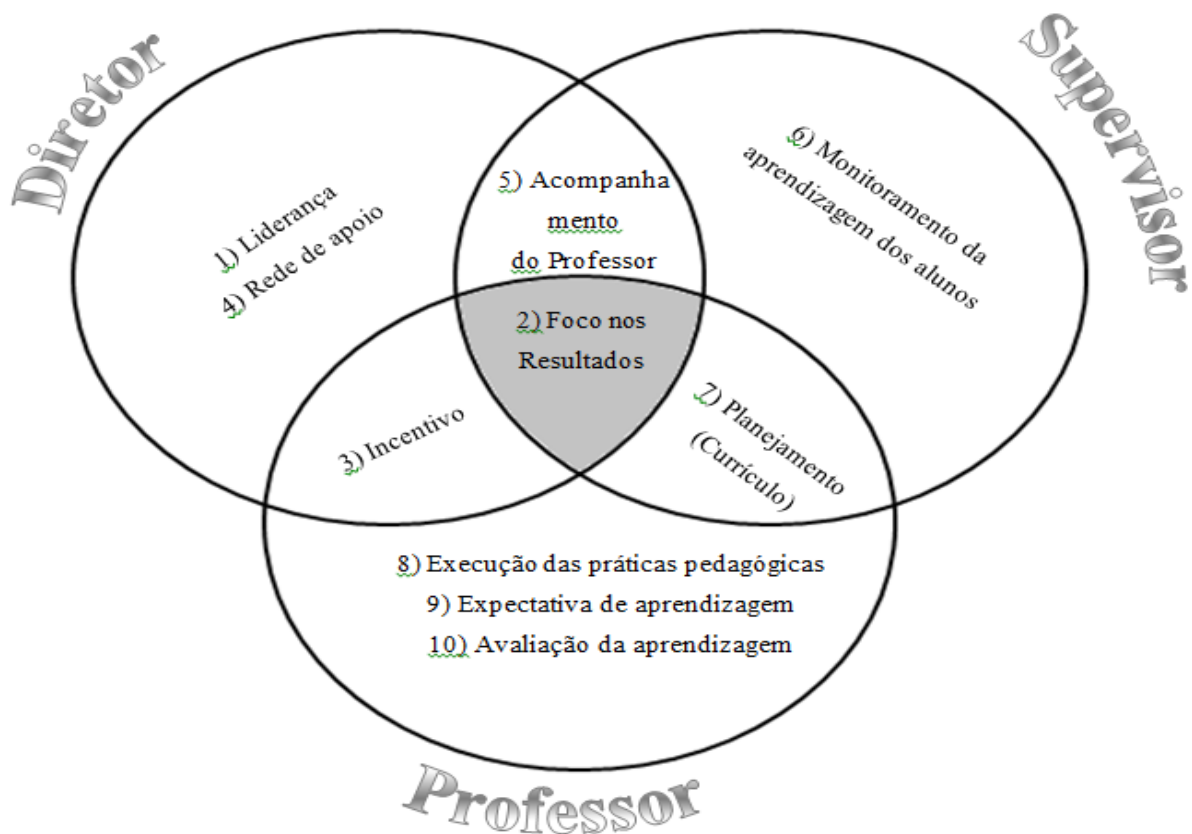 Diretor
Supervisor
1) Liderança
4) Rede de apoio
5) Acompanha
mento
do Professor
6) Monitoramento da
aprendizagem dos alunos
2) Foco nos
Resultados
3) Incentivo
7) Planejamento
(Currículo)
8) Execução das práticas pedagógicas
9) Expectativa de aprendizagem
10) Avaliação da aprendizagem
Professor